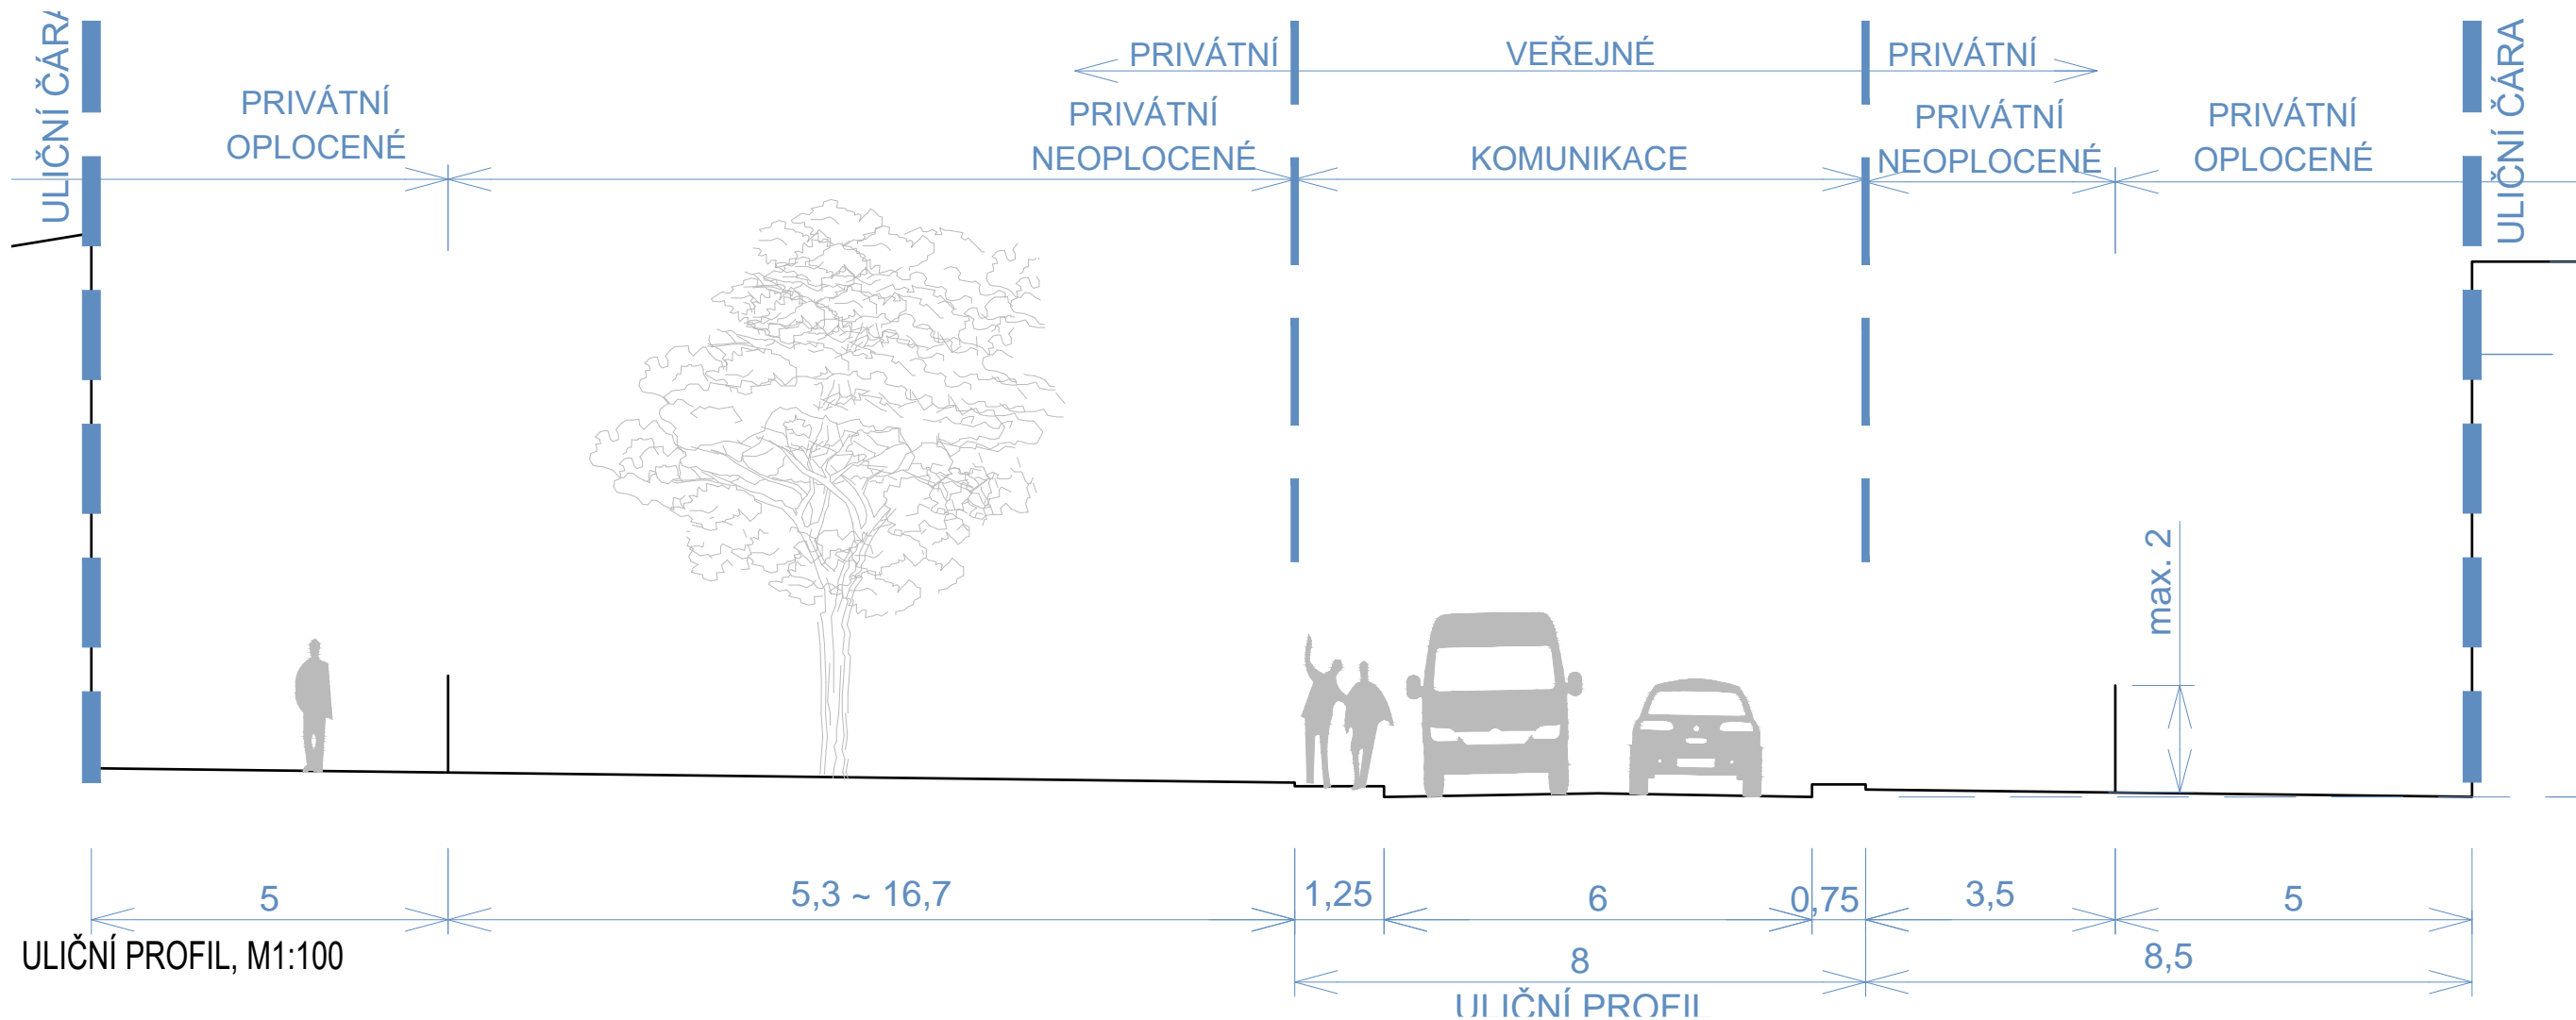 ULIČNÍ ČÁRA
PRIVÁTNÍ
VEŘEJNÉ
PRIVÁTNÍ
ULIČNÍ ČÁRA
PRIVÁTNÍ
OPLOCENÉ
PRIVÁTNÍ
NEOPLOCENÉ
KOMUNIKACE
PRIVÁTNÍ
NEOPLOCENÉ
PRIVÁTNÍ
OPLOCENÉ
max. 2
5
5,3 ~ 16,7
1,25
6
0,75
3,5
5
ULIČNÍ PROFIL, M1:100
8
8,5
ULIČNÍ PROFIL